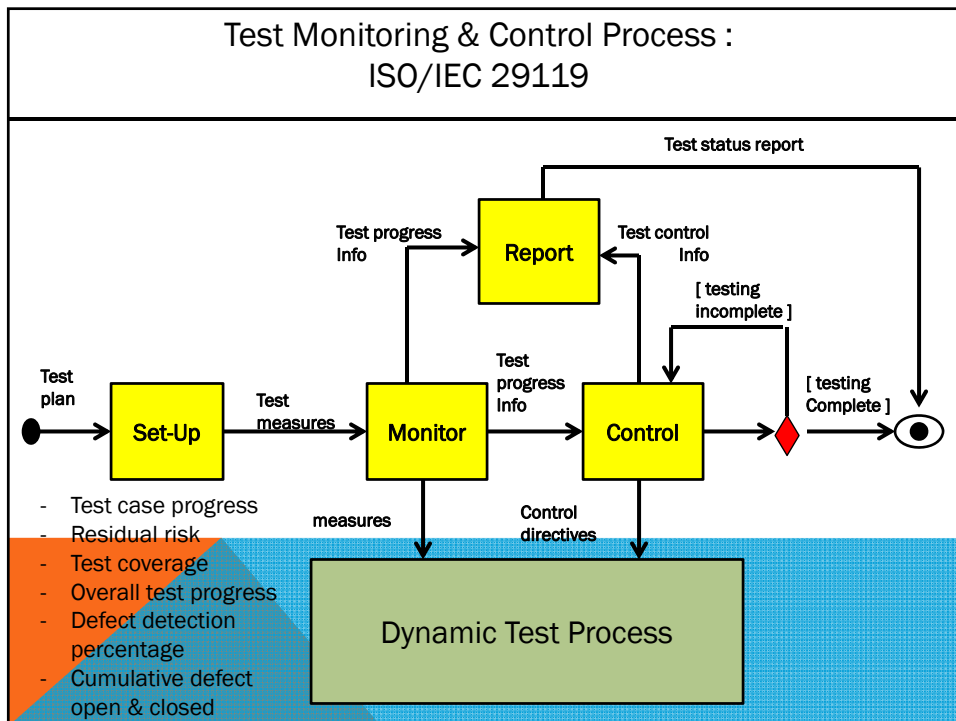 Test Monitoring & Control Process :
ISO/IEC 29119
Test status report
Test progress
Info
Report
Test control
Info
[ testing
incomplete ]
Test
plan
Set-Up
Test
measures
Monitor
Test
progress
Info
Control
[ testing
Complete ]
- Test case progress
- Residual risk
- Test coverage
- Overall test progress
- Defect detection
percentage
- Cumulative defect
open & closed
measures
Control
directives
Dynamic Test Process